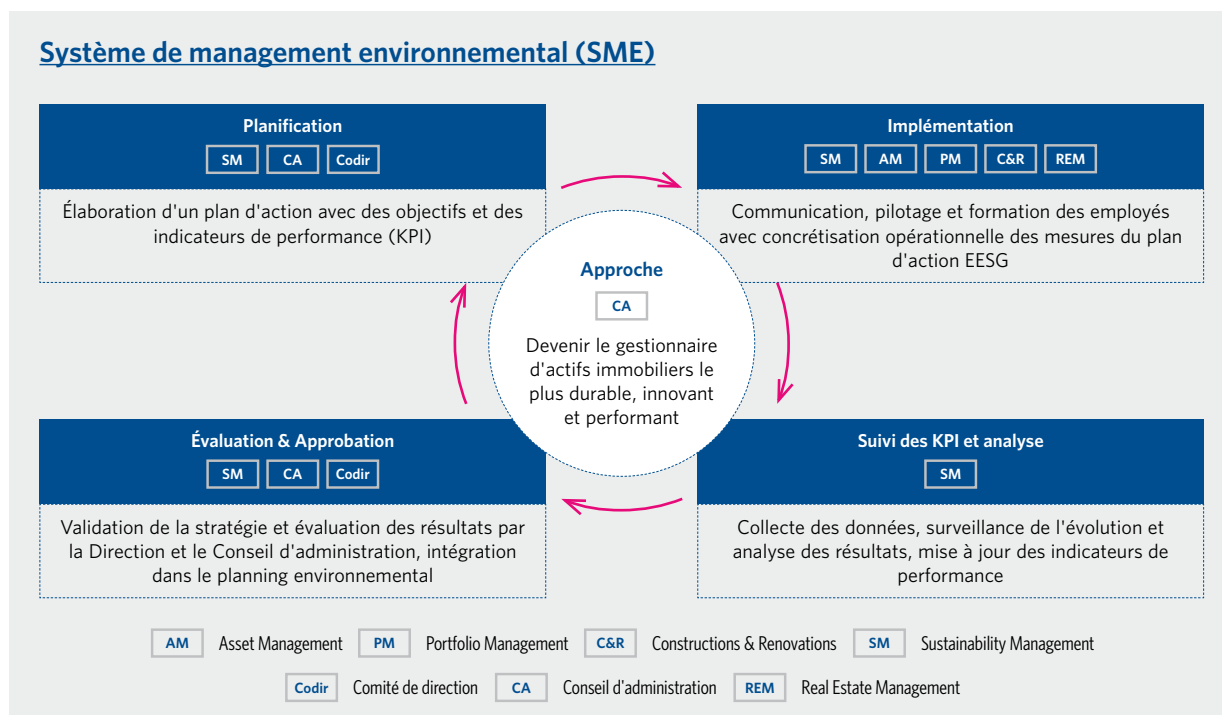 Système de management environnemental (SME)
Planification
SM CA Codir
Élaboration d'un plan d'action avec des objectifs et des
indicateurs de performance (KPI)
Implémentation
SM AM PM C&R REM
Communication, pilotage et formation des employés
avec concrétisation opérationnelle des mesures du plan
d'action EESG
Approche
CA
Devenir le gestionnaire
d'actifs immobiliers le
plus durable, innovant
et performant
Évaluation & Approbation
SM CA Codir
Validation de la stratégie et évaluation des résultats par
la Direction et le Conseil d'administration, intégration
dans le planning environnemental
Suivi des KPI et analyse
SM
Collecte des données, surveillance de l'évolution et
analyse des résultats, mise à jour des indicateurs de
performance
AM Asset Management PM Portfolio Management C&R Constructions & Renovations SM Sustainability Management
Codir Comité de direction CA Conseil d'administration REM Real Estate Management